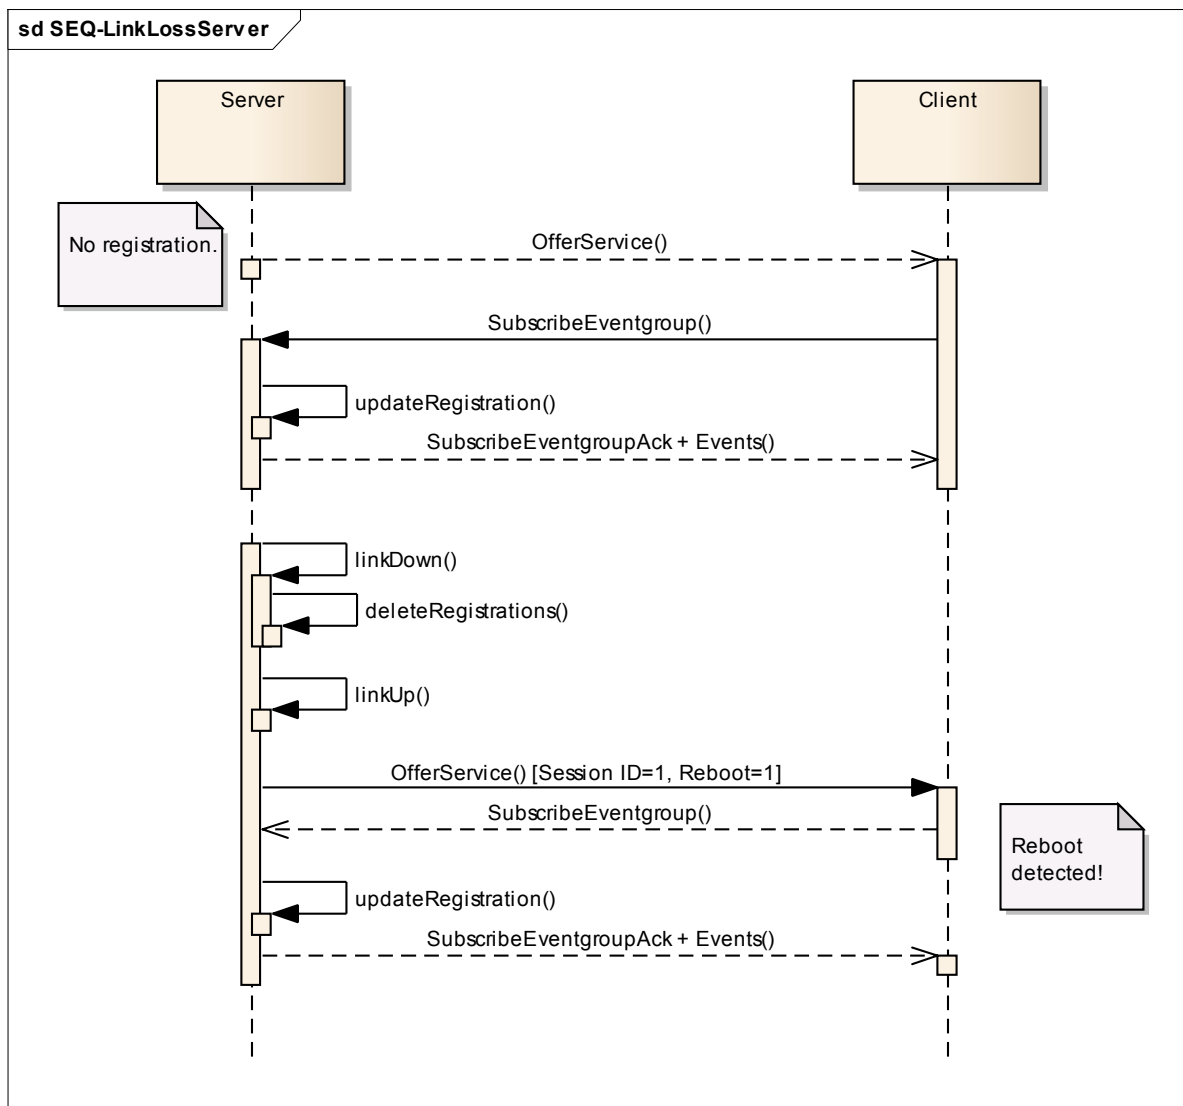 sd SEQ-LinkLossServer
Server
Client
No registration.
OfferService()
SubscribeEventgroup()
updateRegistration()
SubscribeEventgroupAck + Events()
linkDown()
deleteRegistrations()
linkUp()
OfferService() [Session ID=1, Reboot=1]
SubscribeEventgroup()
Reboot
detected!
updateRegistration()
SubscribeEventgroupAck + Events()